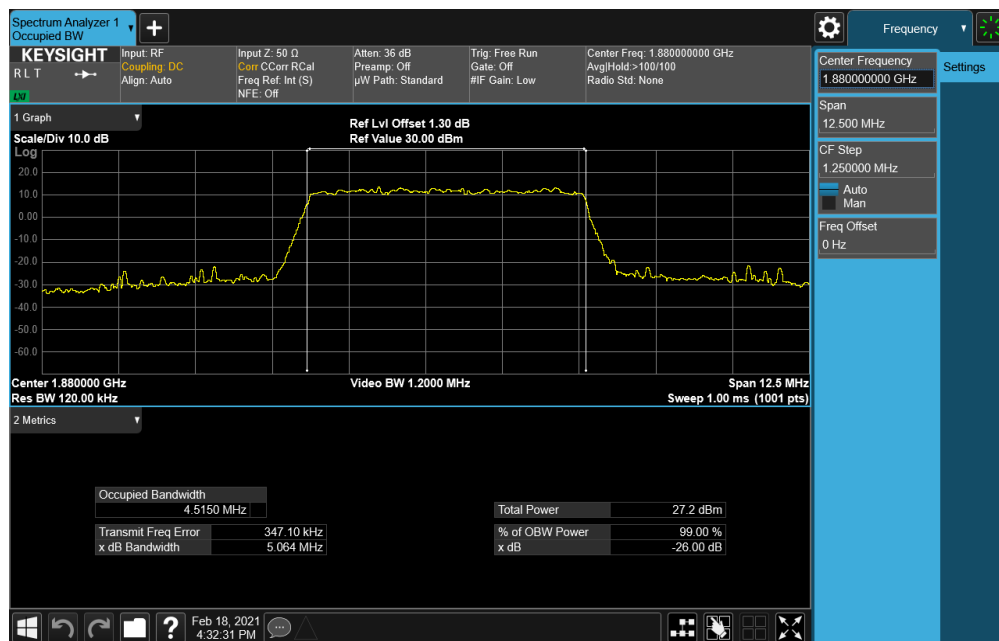 Spectrum Analyzer 1
Occupied BW
+
Frequency
KEYSIGHT
R L T
LXI
Input: RF
Coupling: DC
Align: Auto
Input Z: 50 Ω
Corr CCorr RCal
Freq Ref: Int (S)
NFE: Off
Atten: 36 dB
Preamp: Off
µW Path: Standard
Trig: Free Run
Gate: Off
#IF Gain: Low
Center Freq: 1.880000000 GHz
Avg|Hold:>100/100
Radio Std: None
Center Frequency
1.880000000 GHz
Settings
Span
12.500 MHz
CF Step
1.250000 MHz
Auto
Man
Freq Offset
0 Hz
1 Graph
Scale/Div 10.0 dB
Ref Lvl Offset 1.30 dB
Ref Value 30.00 dBm
Log
20.0
10.0
0.00
-10.0
-20.0
-30.0
-40.0
-50.0
-60.0
Center 1.880000 GHz
Video BW 1.2000 MHz
Span 12.5 MHz
Res BW 120.00 kHz
Sweep 1.00 ms (1001 pts)
2 Metrics
Occupied Bandwidth
4.5150 MHz
Total Power 27.2 dBm
Transmit Freq Error 347.10 kHz
% of OBW Power 99.00 %
x dB Bandwidth 5.064 MHz
x dB -26.00 dB
?
Feb 18, 2021
4:32:31 PM